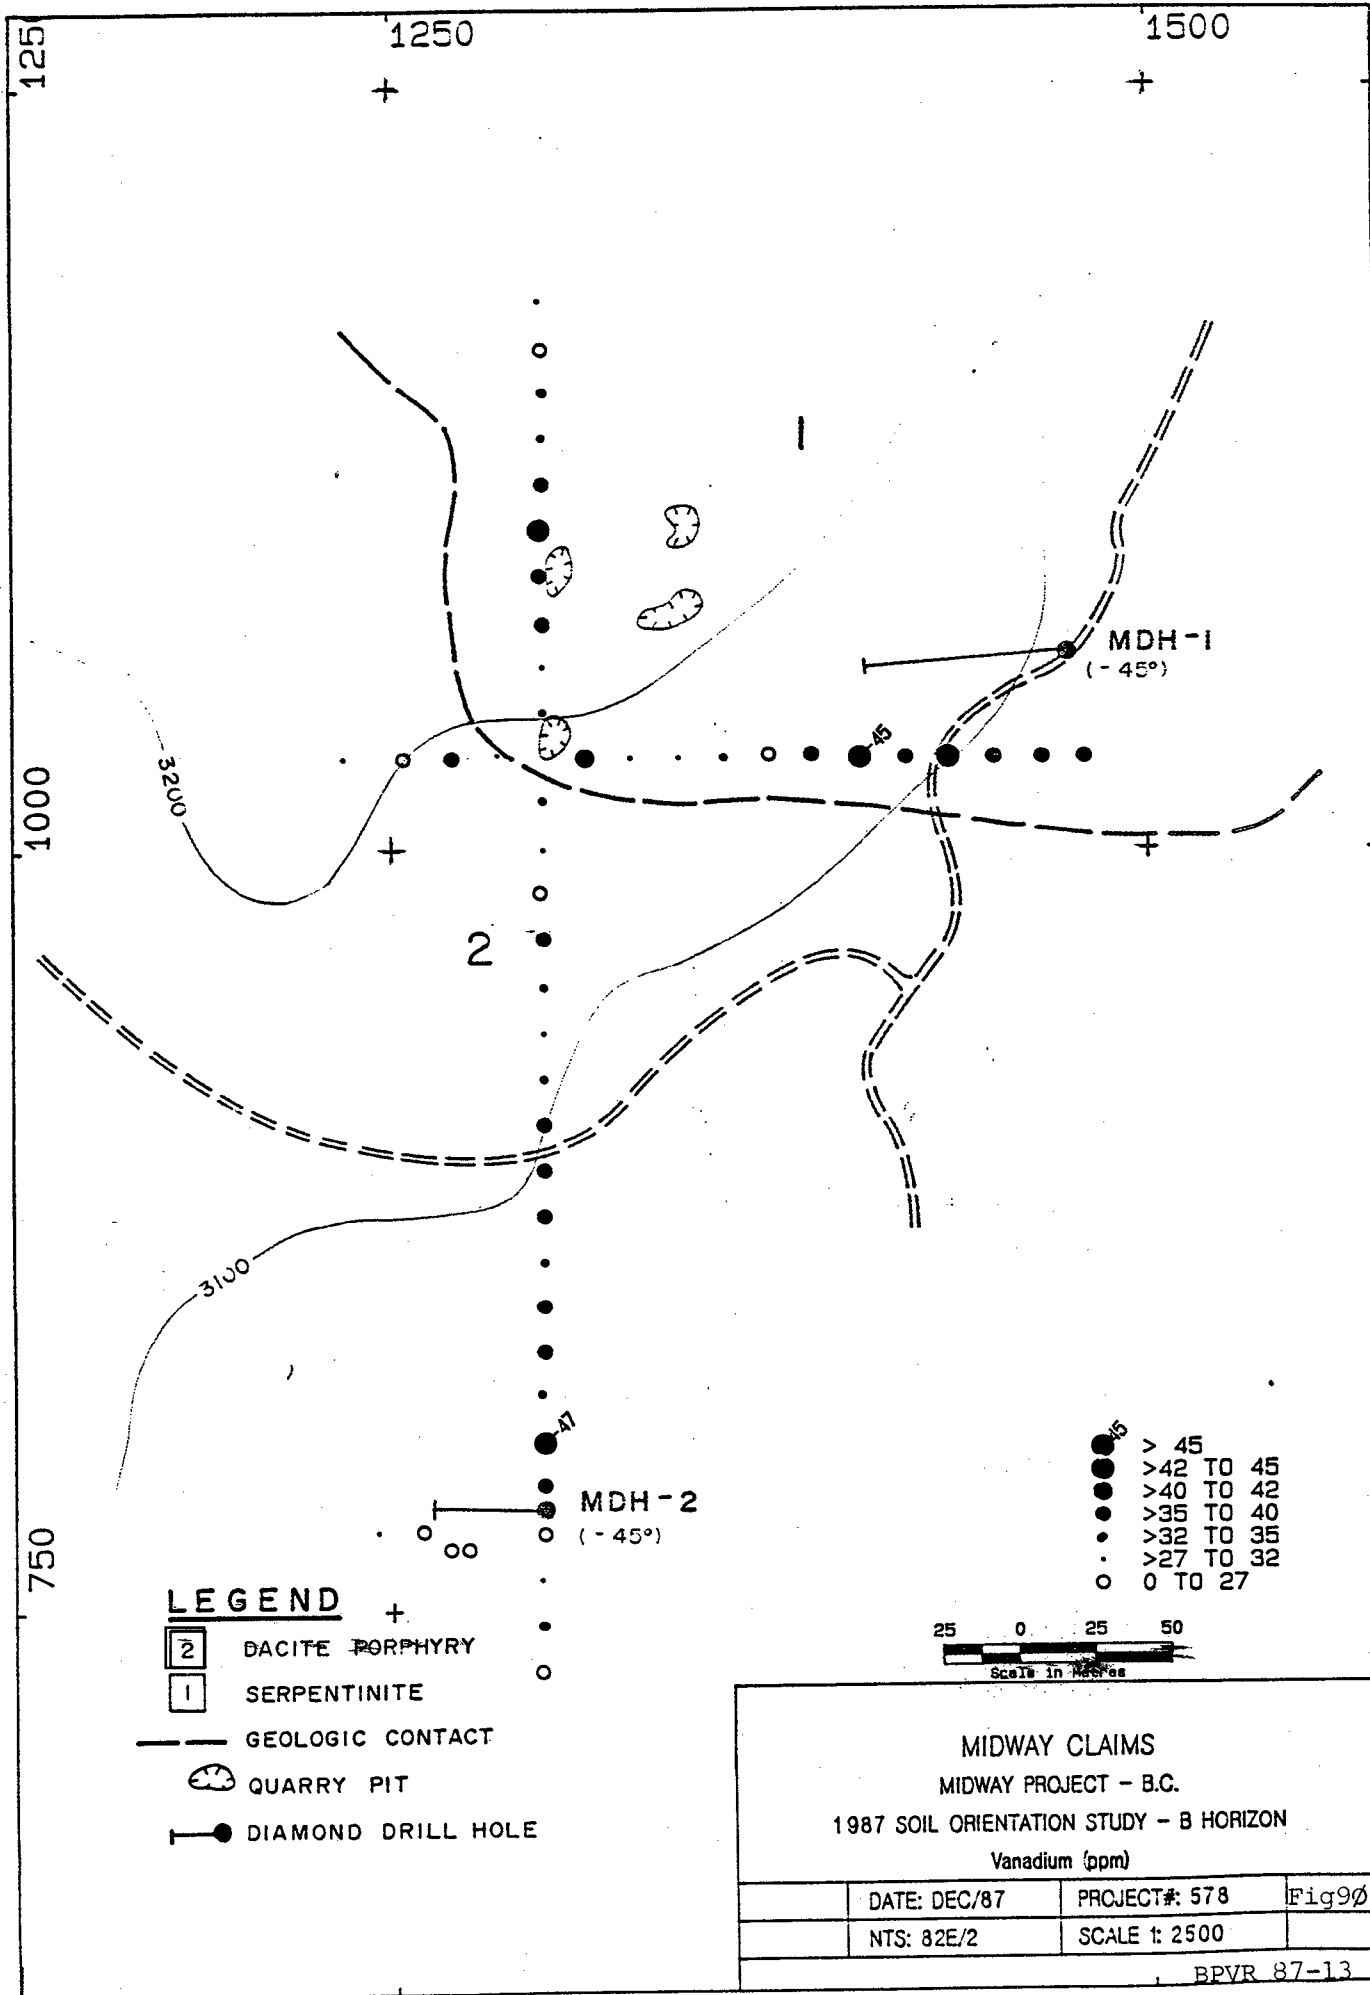 1250
1500
125
1
MDH-1
(-45°)
45
3200
1000
2
3100
-47
MDH-2
(-45°)
750
45
> 45
>42 TO 45
>40 TO 42
>35 TO 40
>32 TO 35
>27 TO 32
0 TO 27
LEGEND
2 DACITE PORPHYRY
1 SERPENTINITE
GEOLOGIC CONTACT
QUARRY PIT
DIAMOND DRILL HOLE
25 0 25 50
Scale in Metres
MIDWAY CLAIMS
MIDWAY PROJECT - B.C.
1987 SOIL ORIENTATION STUDY - B HORIZON
Vanadium (ppm)
DATE: DEC/87 PROJECT#: 578 Fig9Ø
NTS: 82E/2 SCALE 1: 2500
BPVR 87-13